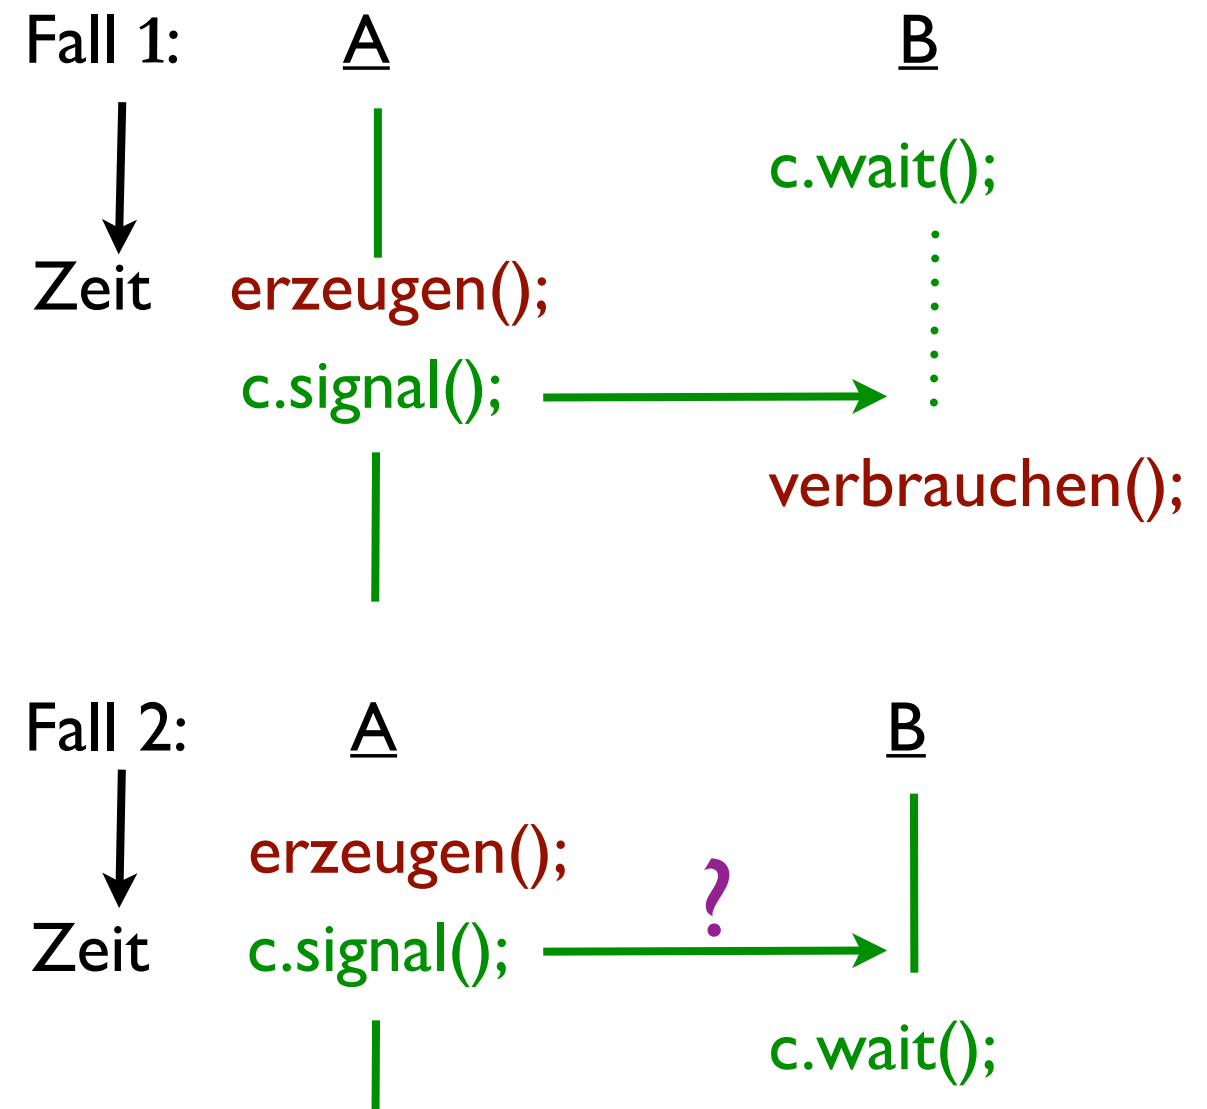 Fall 1: A B
c.wait();
Zeit erzeugen();
c.signal();
verbrauchen();
Fall 2: A B
erzeugen();
?
Zeit c.signal();
c.wait();